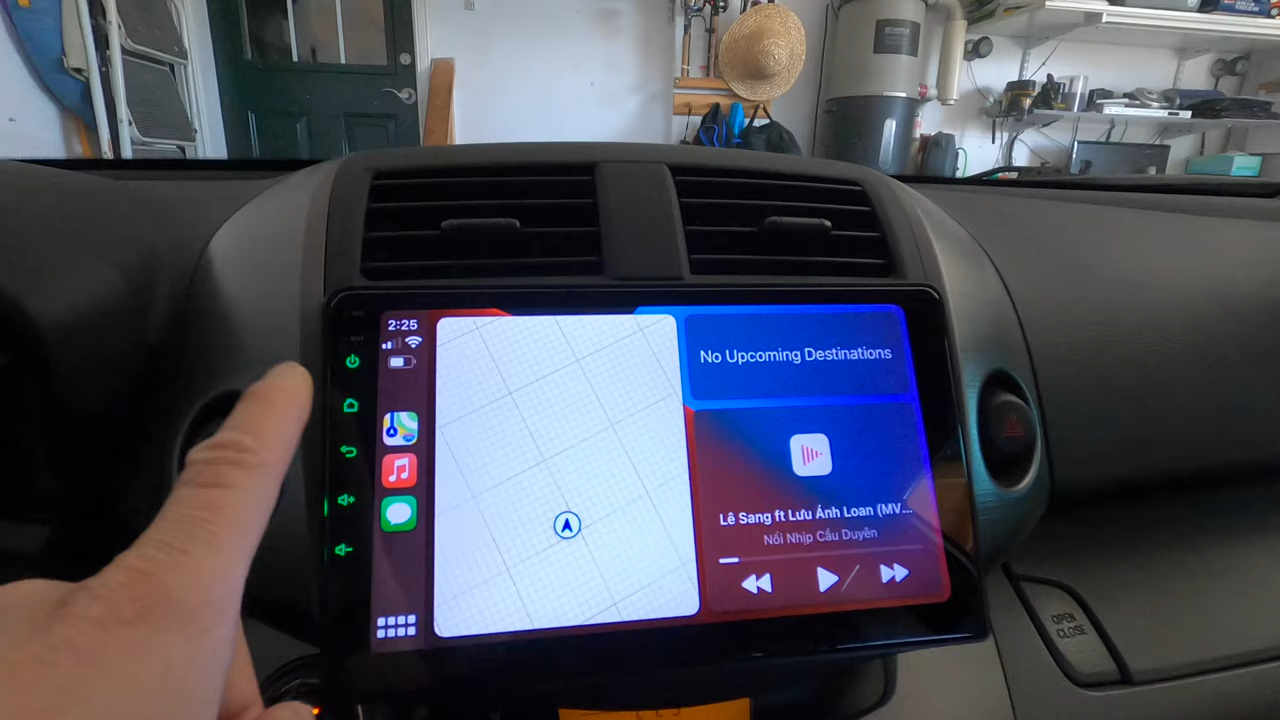 2:25
No Upcoming Destinations
Lê Sang ft Lưu Ánh Loan (MV...
Nối Nhịp Cầu Duyên
OPEN
CLOSE